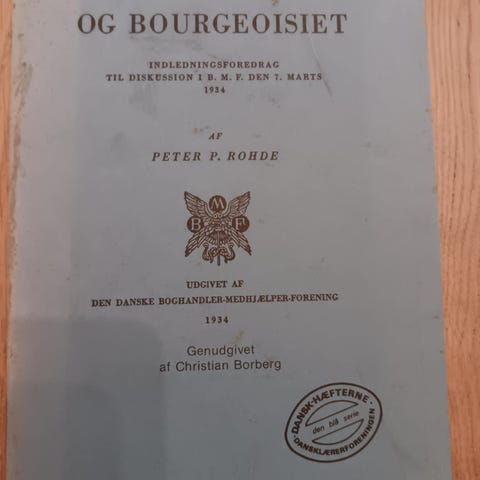 OG BOURGEOISIET
INDLEDNINGSFOREDRAG
TIL DISKUSSION I B. M. F. DEN 7. MARTS
1934
AF
PETER P. ROHDE
M
B F
UDGIVET AF
DEN DANSKE BOGHANDLER-MEDHJÆLPER-FORENING
1934
Genudgivet
af Christian Borberg
DANSK-HÆFTERNE
den blå serie
DANSKLÆRERFORENINGEN